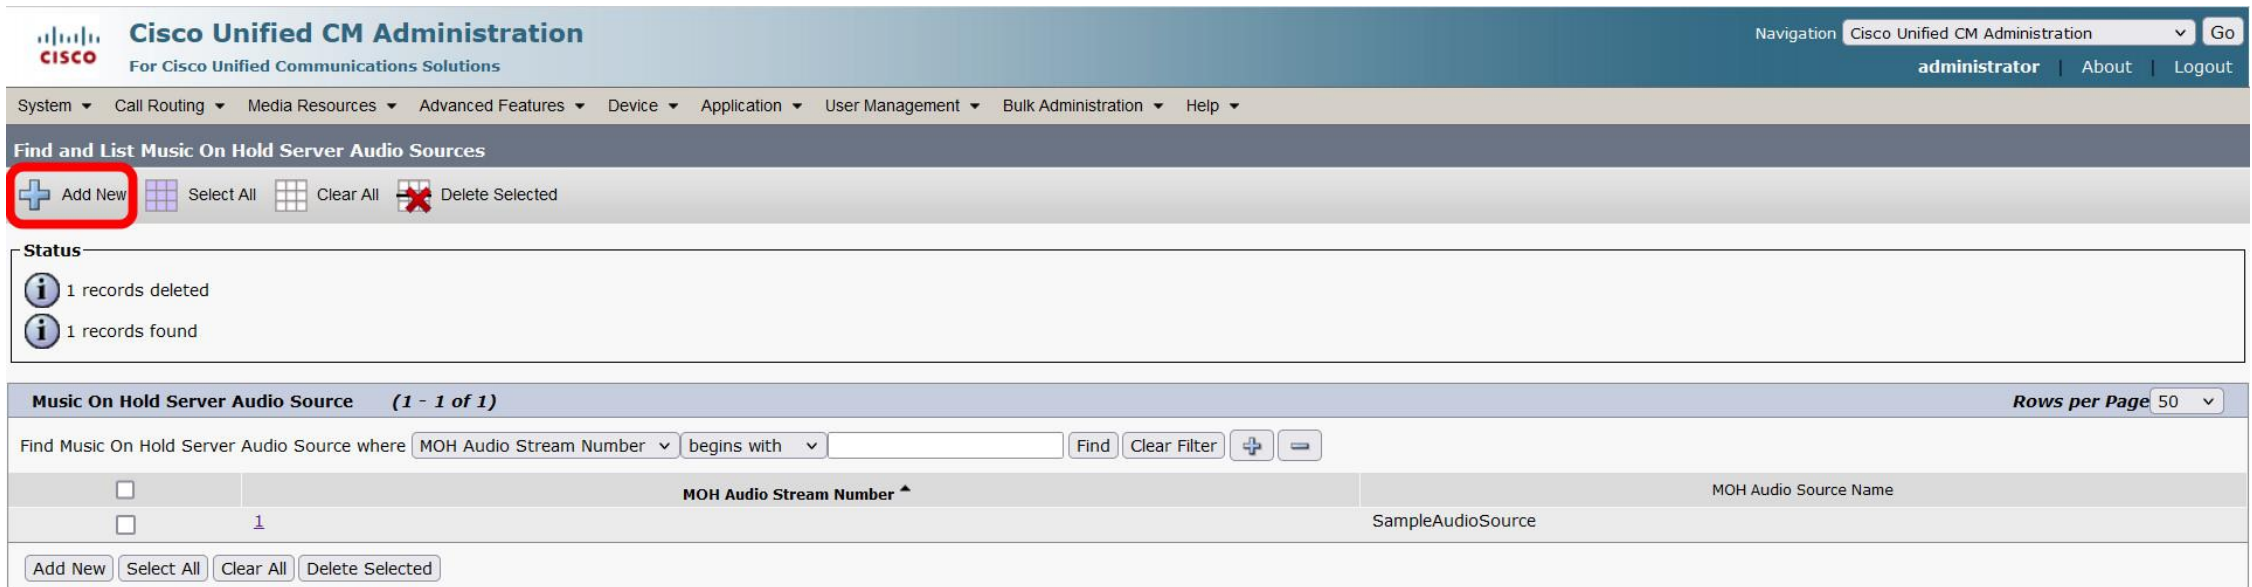 Cisco Unified CM Administration
CISCO For Cisco Unified Communications Solutions
Navigation Cisco Unified CM Administration Go
administrator | About | Logout
System Call Routing Media Resources Advanced Features Device Application User Management Bulk Administration Help
Find and List Music On Hold Server Audio Sources
Add New Select All Clear All Delete Selected
Status
1 records deleted
1 records found
Music On Hold Server Audio Source (1 - 1 of 1) Rows per Page 50
Find Music On Hold Server Audio Source where MOH Audio Stream Number begins with Find Clear Filter
MOH Audio Stream Number MOH Audio Source Name
1 SampleAudioSource
Add New Select All Clear All Delete Selected